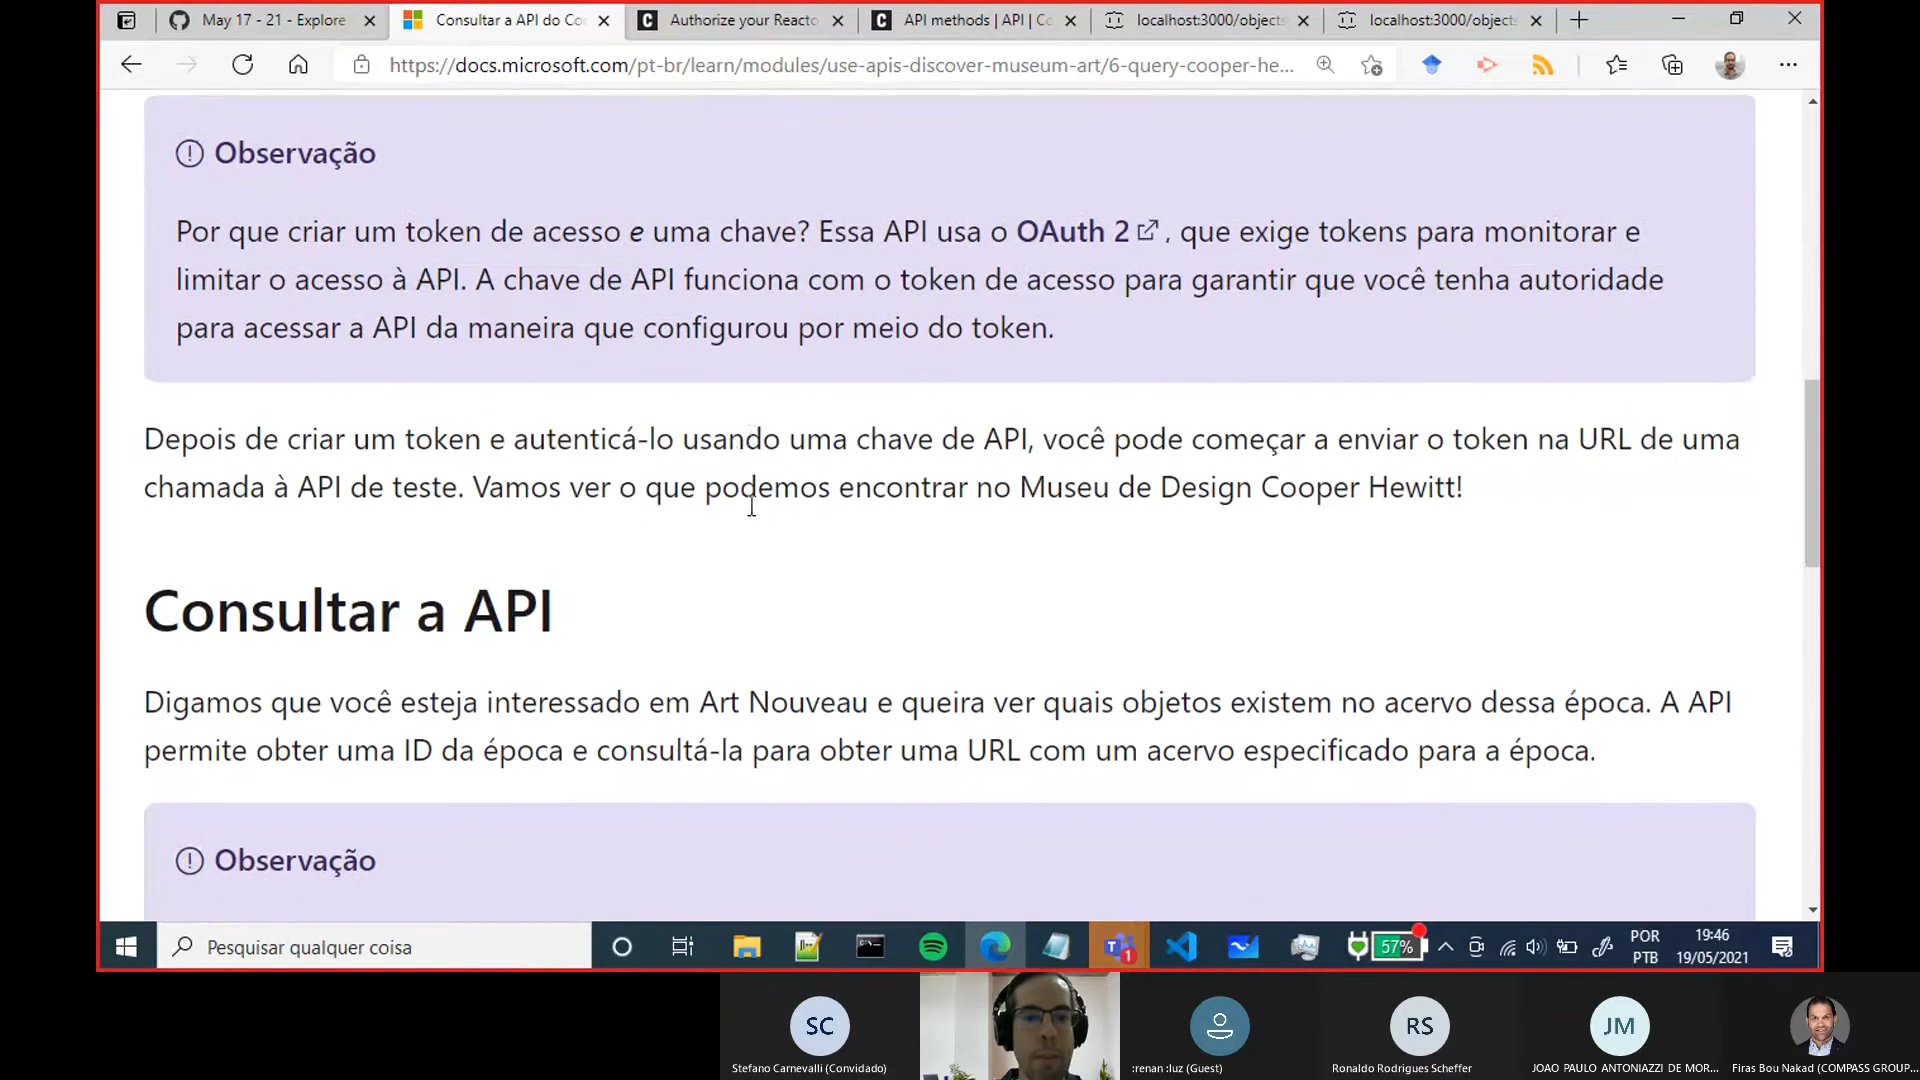 May 17 - 21 - Explore
Consultar a API do Co
Authorize your Reacto
API methods | API | Co
localhost:3000/objects
localhost:3000/objects
https://docs.microsoft.com/pt-br/learn/modules/use-apis-discover-museum-art/6-query-cooper-he...
Observação
Por que criar um token de acesso e uma chave? Essa API usa o OAuth 2, que exige tokens para monitorar e
limitar o acesso à API. A chave de API funciona com o token de acesso para garantir que você tenha autoridade
para acessar a API da maneira que configurou por meio do token.
Depois de criar um token e autenticá-lo usando uma chave de API, você pode começar a enviar o token na URL de uma
chamada à API de teste. Vamos ver o que podemos encontrar no Museu de Design Cooper Hewitt!
Consultar a API
Digamos que você esteja interessado em Art Nouveau e queira ver quais objetos existem no acervo dessa época. A API
permite obter uma ID da época e consultá-la para obter uma URL com um acervo especificado para a época.
Observação
Pesquisar qualquer coisa
1
57%
POR
PTB
19:46
19/05/2021
SC
RS
JM
Stefano Carnevalli (Convidado)
:renan :luz (Guest)
Ronaldo Rodrigues Scheffer
JOAO PAULO ANTONIAZZI DE MOR...
Firas Bou Nakad (COMPASS GROUP...